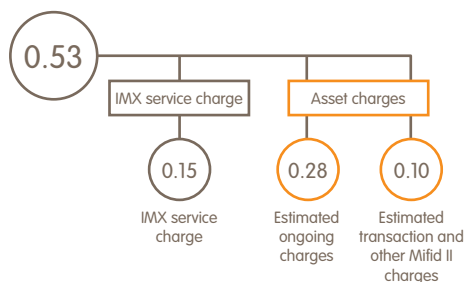 0.53
IMX service charge
Asset charges
0.15
0.28
0.10
IMX service
charge
Estimated
ongoing
charges
Estimated
transaction and
other Mifid II
charges